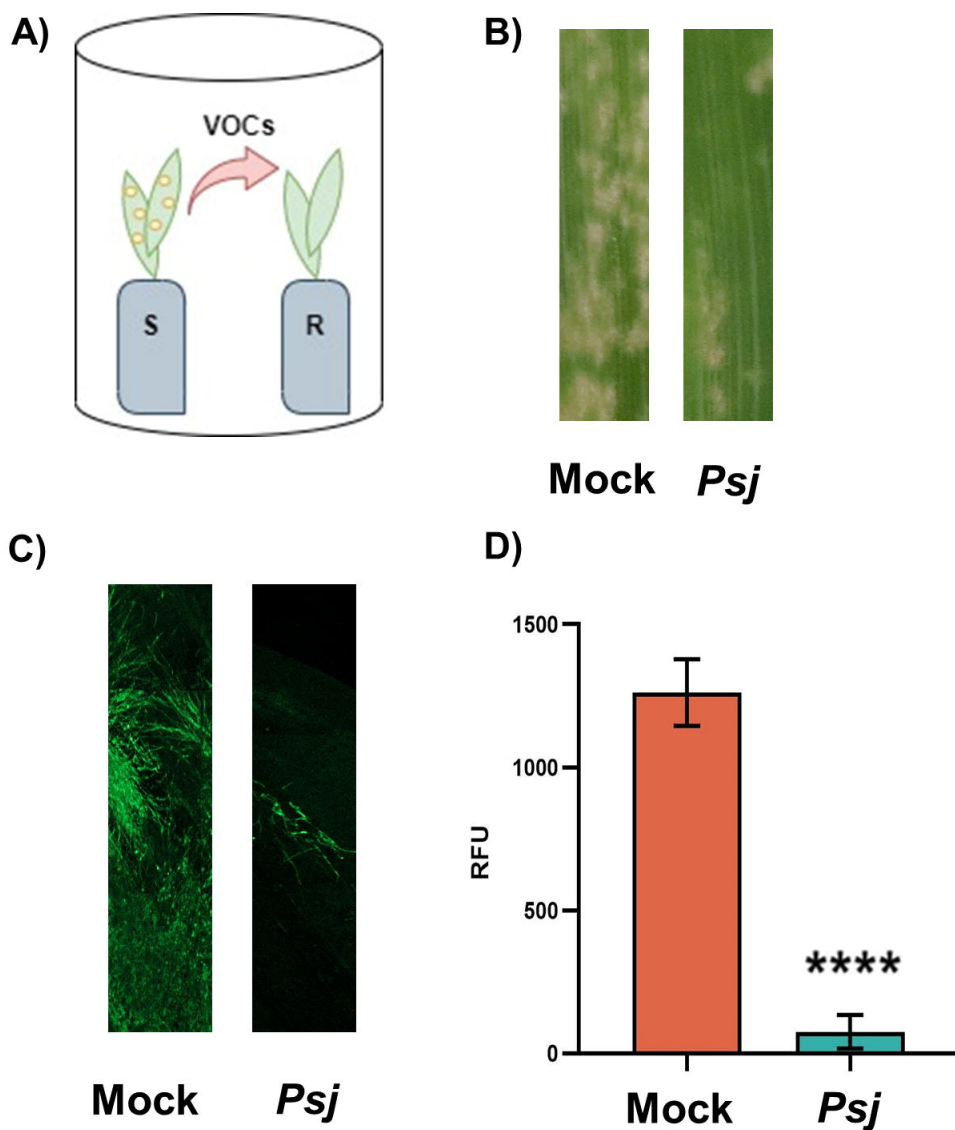 A)
VOCs
S
R
B)
Mock
Psj
C)
Mock
Psj
D)
1500
1000
500
0
RFU
****
Mock
Psj